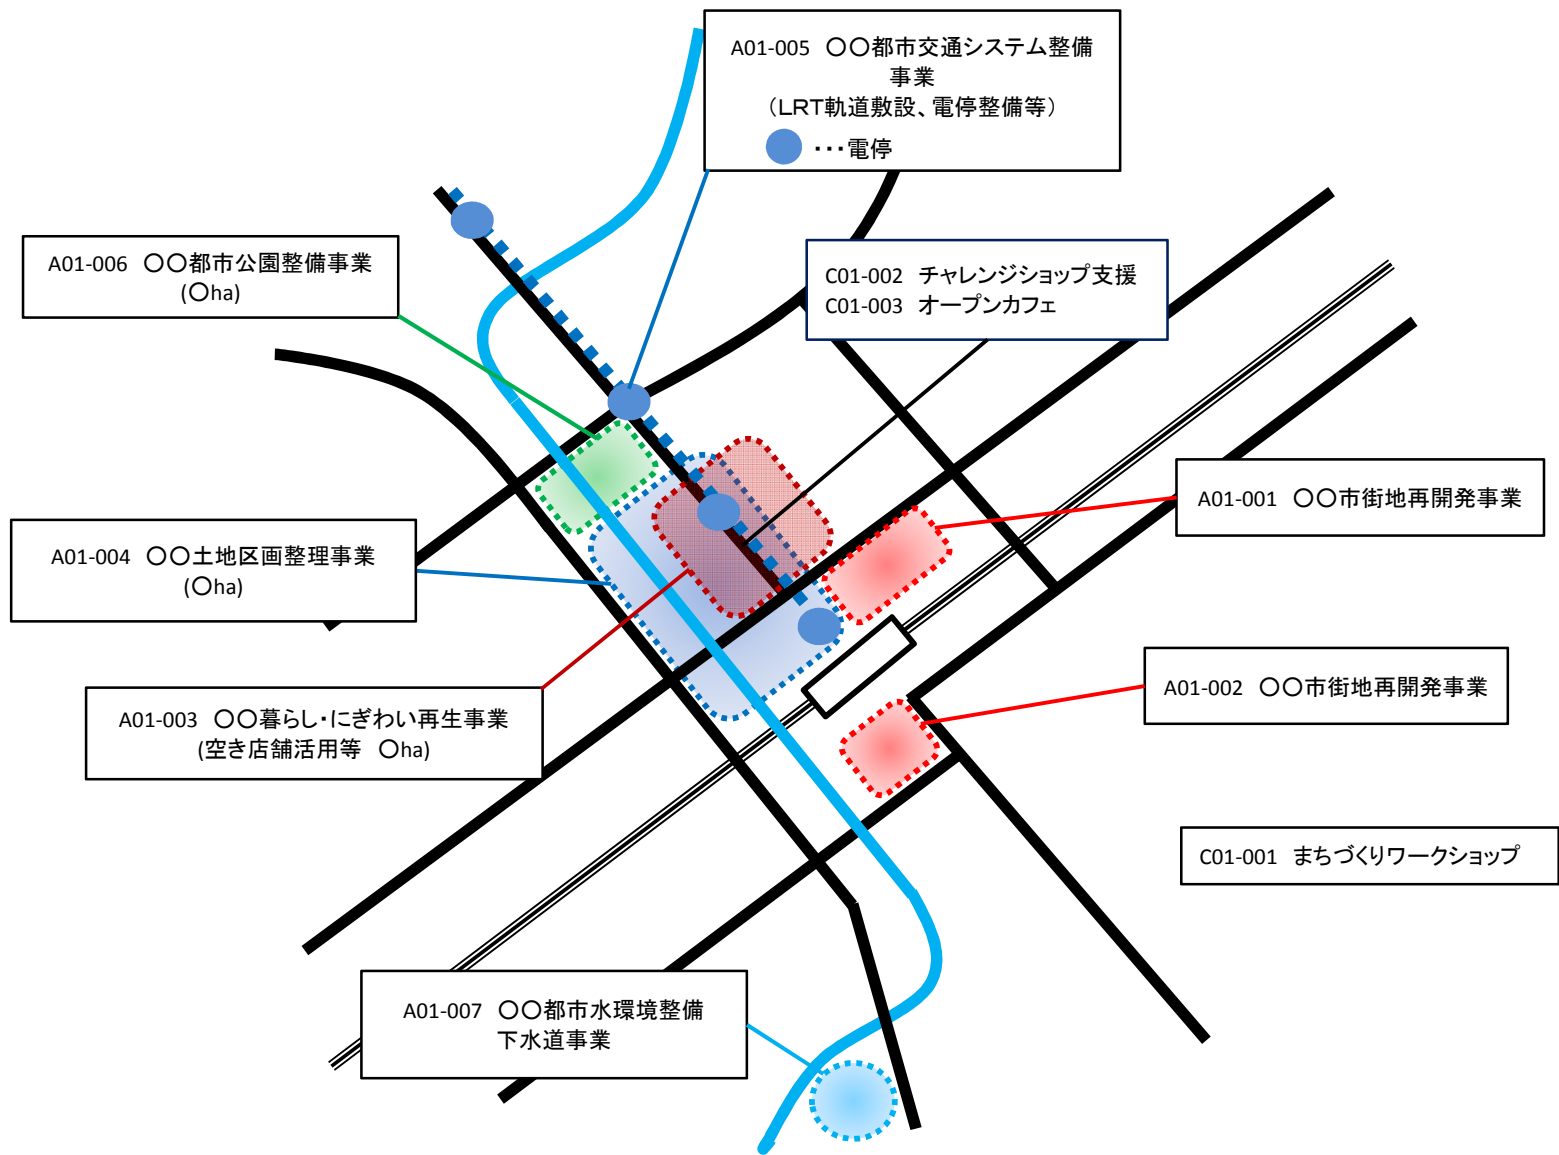 A01-005 〇〇都市交通システム整備
事業
（LRT軌道敷設、電停整備等）
･･･電停
A01-006 〇〇都市公園整備事業
(〇ha)
C01-002 チャレンジショップ支援
C01-003 オープンカフェ
A01-001 〇〇市街地再開発事業
A01-004 〇〇土地区画整理事業
(〇ha)
A01-002 〇〇市街地再開発事業
A01-003 〇〇暮らし・にぎわい再生事業
(空き店舗活用等 〇ha)
C01-001 まちづくりワークショップ
A01-007 〇〇都市水環境整備
下水道事業